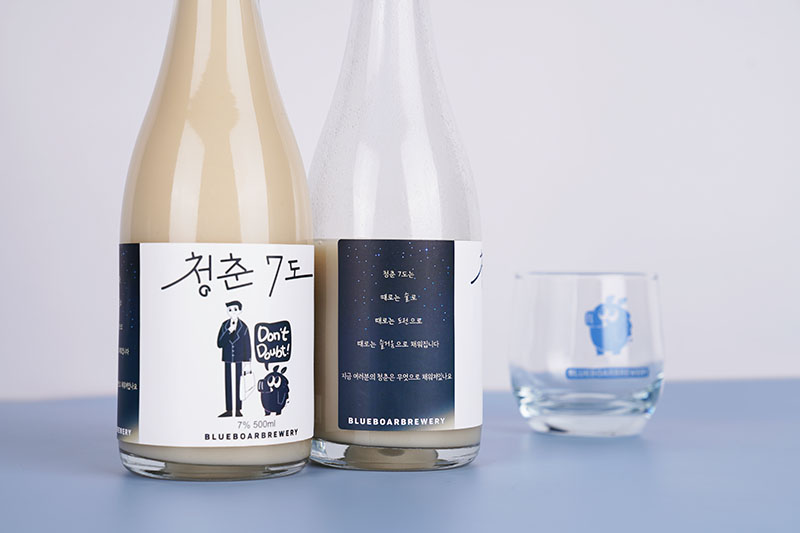 청춘 7도
Don't
Doubt!
7% 500ml
BLUEBOARBREWERY
청춘 7도는,
때로는 술로
때로는 도전으로
때로는 즐거움으로 채워집니다
지금 여러분의 청춘은 무엇으로 채워져있나요
BLUEBOARBREWERY
BLUEBOARBREWERY